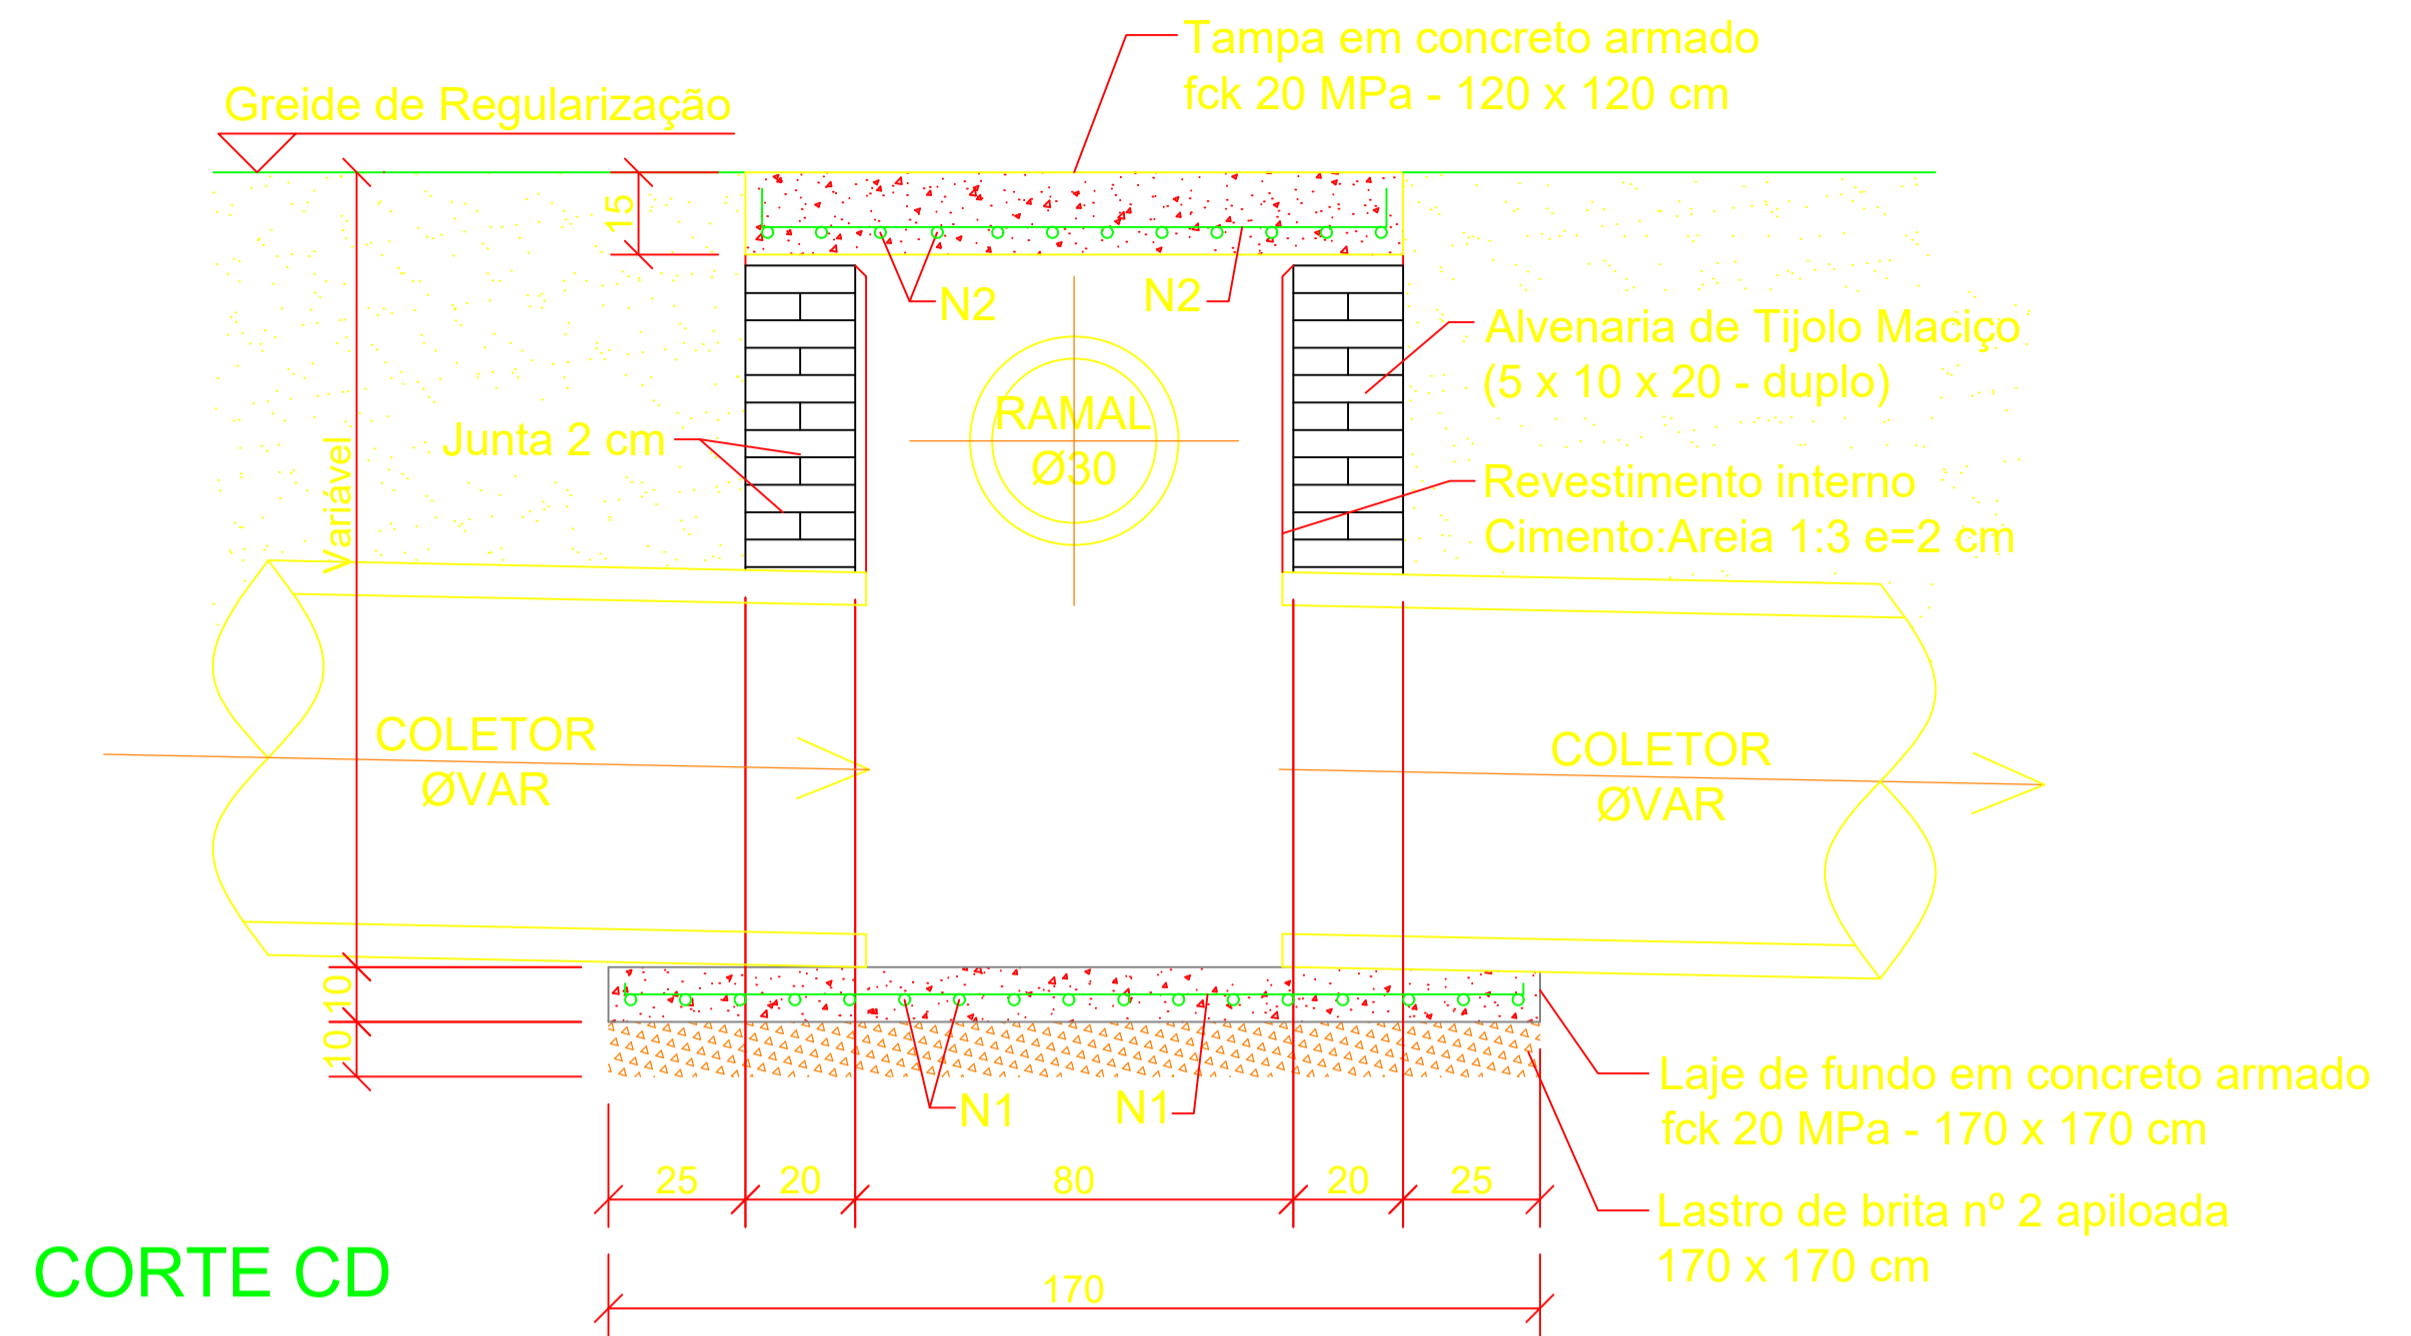 Tampa em concreto armado
fck 20 MPa - 120 x 120 cm
Greide de Regularização
15
N2
N2
Alvenaria de Tijolo Maciço
(5 x 10 x 20 - duplo)
RAMAL
Ø30
Junta 2 cm
Variável
Revestimento interno
Cimento:Areia 1:3 e=2 cm
COLETOR
ØVAR
COLETOR
ØVAR
10
10
N1
N1
Laje de fundo em concreto armado
fck 20 MPa - 170 x 170 cm
25
20
80
20
25
Lastro de brita nº 2 apiloada
170 x 170 cm
CORTE CD
170